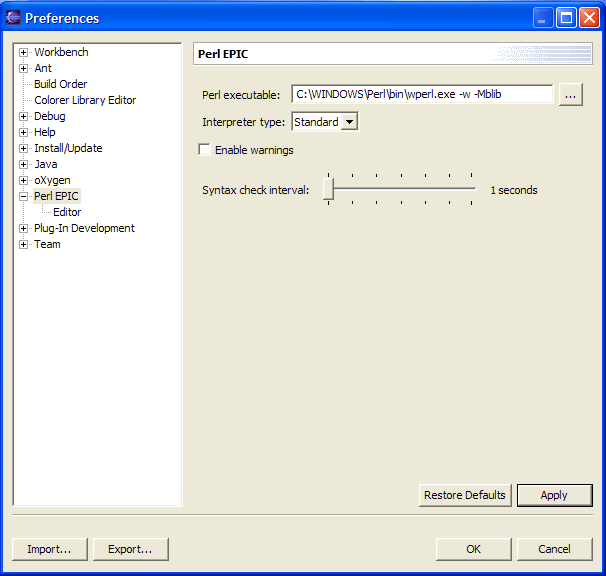 Preferences
Workbench
Ant
Build Order
Colorer Library Editor
Debug
Help
Install/Update
Java
oXygen
Perl EPIC
Editor
Plug-In Development
Team
Perl EPIC
Perl executable: C:\WINDOWS\Perl\bin\wperl.exe -w -Mblib ...
Interpreter type: Standard
Enable warnings
Syntax check interval: 1 seconds
Restore Defaults Apply
Import... Export... OK Cancel